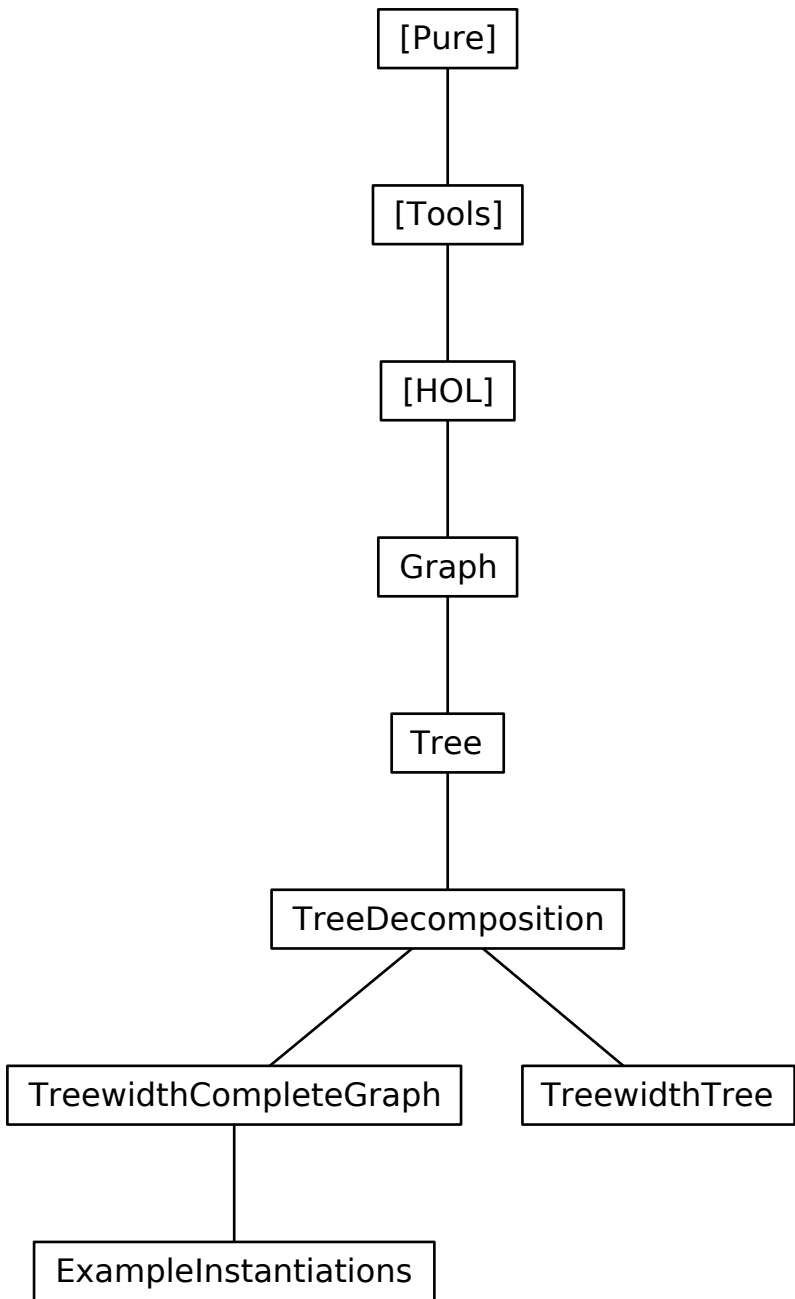 [Pure]
[Tools]
[HOL]
Graph
Tree
TreeDecomposition
TreewidthCompleteGraph
TreewidthTree
ExampleInstantiations